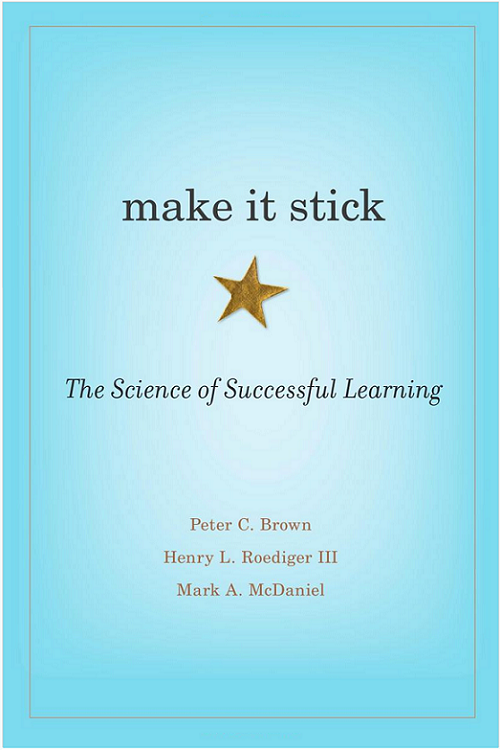 make it stick
The Science of Successful Learning
Peter C. Brown
Henry L. Roediger III
Mark A. McDaniel